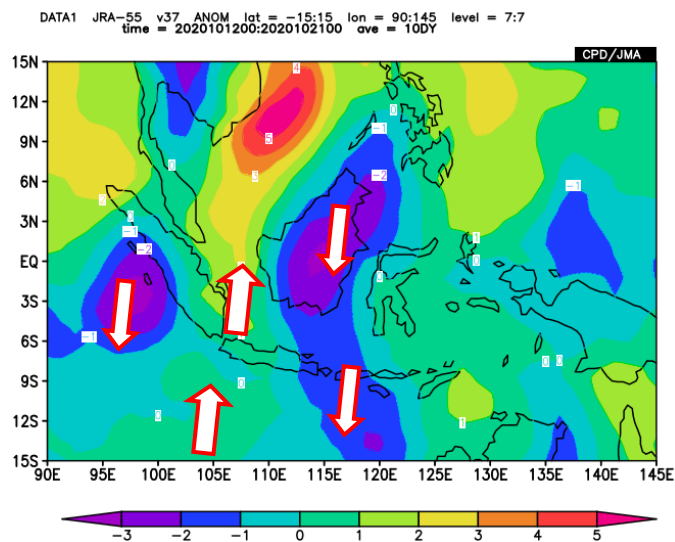 DATA1 JRA-55 v37 ANOM lat = -15:15 lon = 90:145 level = 7:7
time = 2020101200:2020102100 ave = 10DY
CPD/JMA
15N
12N
9N
6N
3N
EQ
3S
6S
9S
12S
15S
4
5
0
-1
0
-2
3
2
-1
-1
-2
1
0
-1
0
0
0
0
1
90E 95E 100E 105E 110E 115E 120E 125E 130E 135E 140E 145E
-3 -2 -1 0 1 2 3 4 5